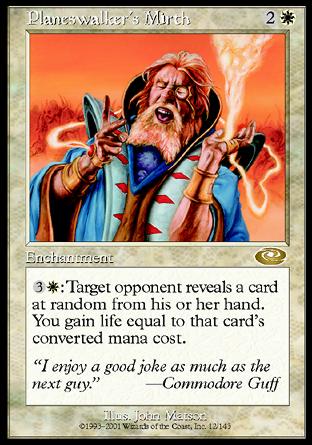 Planeswalker's Mirth 2
Enchantment
3 :Target opponent reveals a card
at random from his or her hand.
You gain life equal to that card's
converted mana cost.
“I enjoy a good joke as much as the
next guy.” —Commodore Guff
Illus. John Matson
©1993–2001 Wizards of the Coast, Inc. 12/143